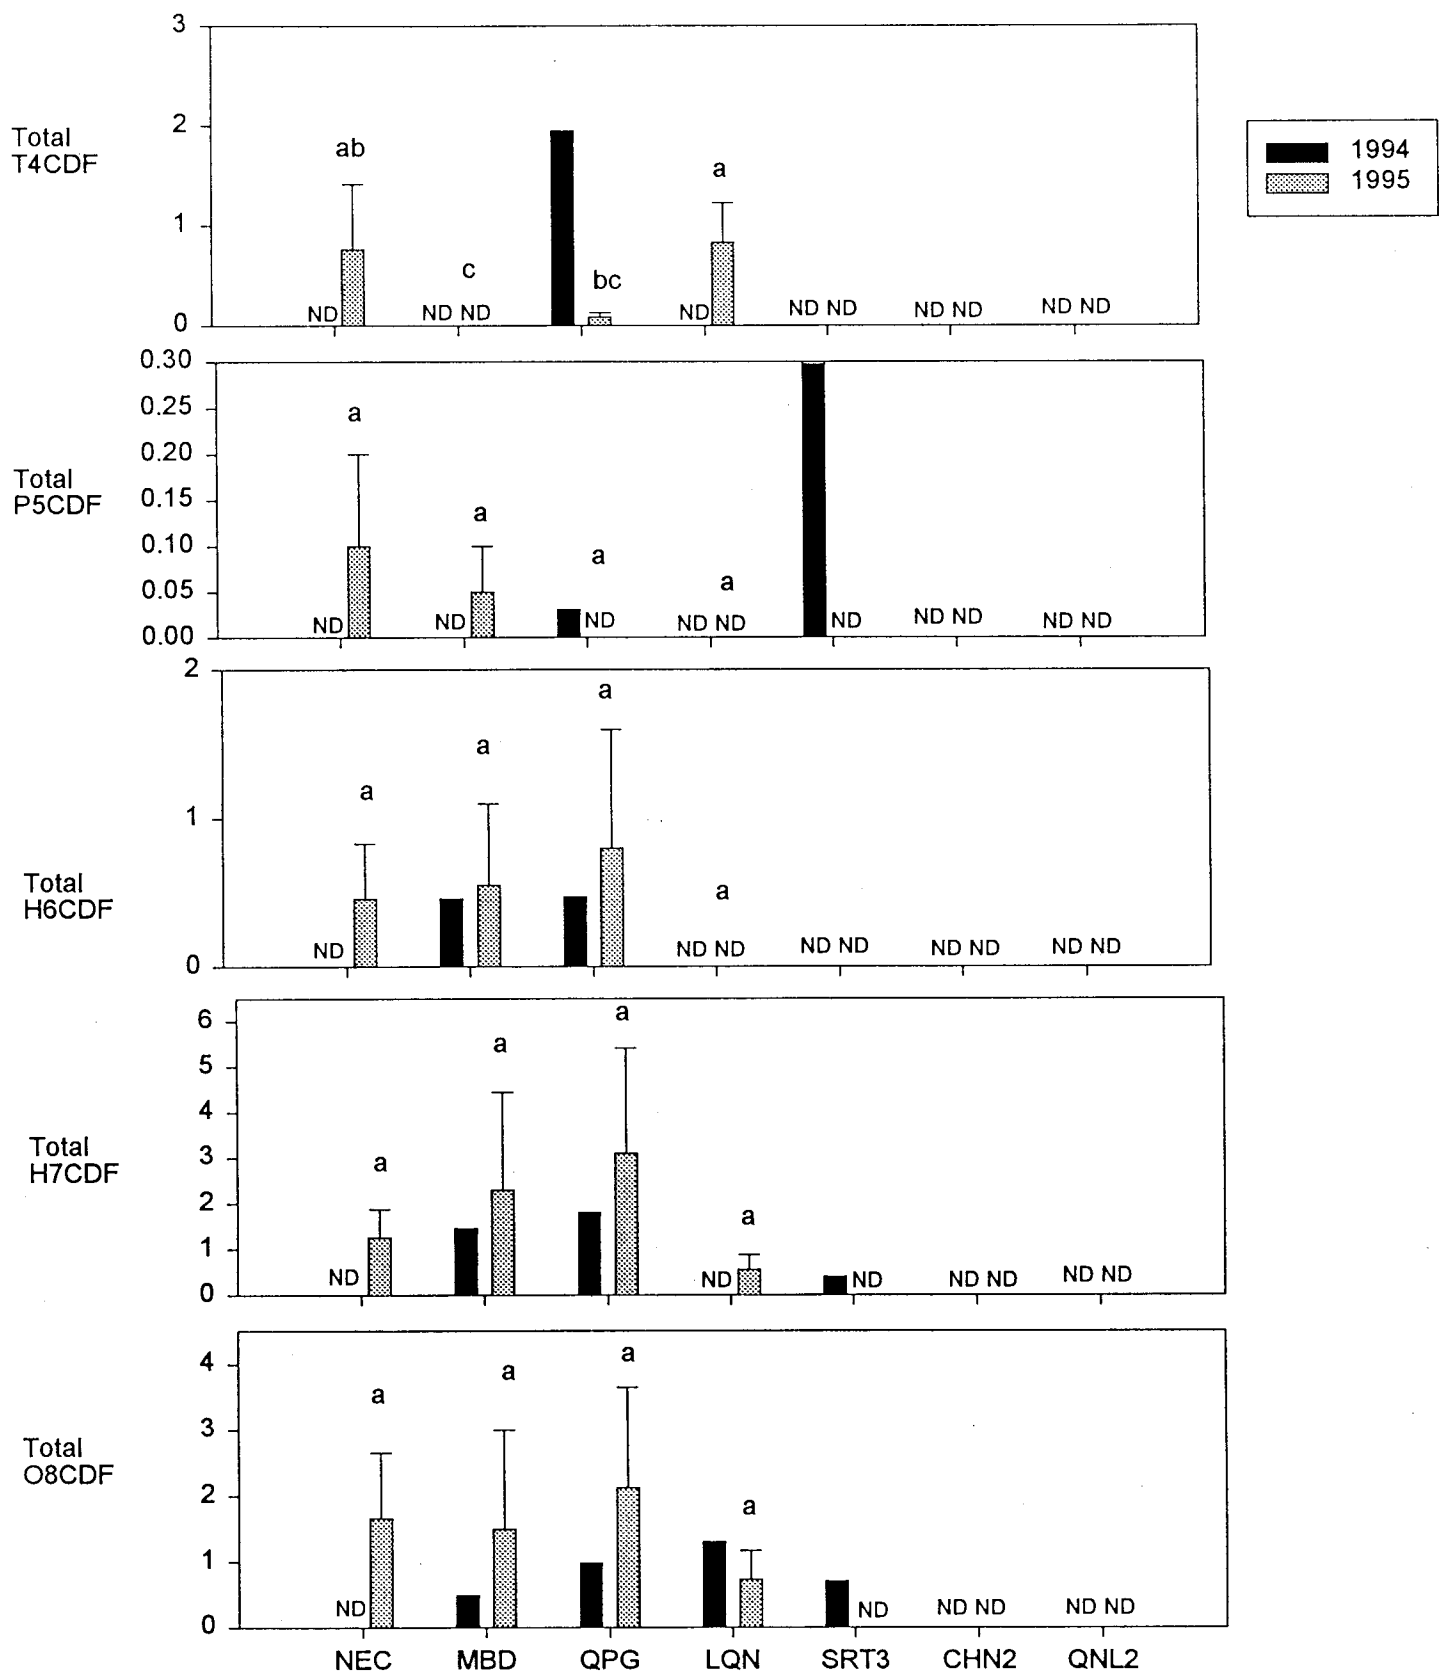 3
2
1
0
Total
T4CDF
ab
c
bc
a
ND
ND ND
ND
ND ND
ND ND
ND ND
1994
1995
0.30
0.25
0.20
0.15
0.10
0.05
0.00
Total
P5CDF
a
a
a
a
ND
ND
ND
ND ND
ND
ND ND
ND ND
2
1
0
Total
H6CDF
a
a
a
a
ND
ND ND
ND ND
ND ND
ND ND
6
5
4
3
2
1
0
Total
H7CDF
a
a
a
a
ND
ND
ND
ND ND
ND ND
4
3
2
1
0
Total
O8CDF
a
a
a
a
ND
ND
ND ND
ND ND
NEC MBD QPG LQN SRT3 CHN2 QNL2